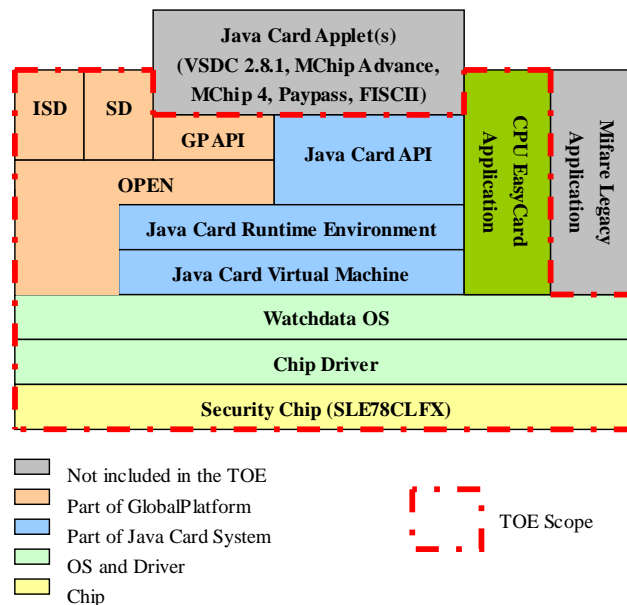 Java Card Applet(s)
(VSDC 2.8.1, MChip Advance,
MChip 4, Paypass, FISCII)
ISD
SD
GP API
Java Card API
CPU EasyCard
Application
Mifare Legacy
Application
OPEN
Java Card Runtime Environment
Java Card Virtual Machine
Watchdata OS
Chip Driver
Security Chip (SLE78CLFX)
Not included in the TOE
Part of GlobalPlatform
Part of Java Card System
OS and Driver
Chip
TOE Scope